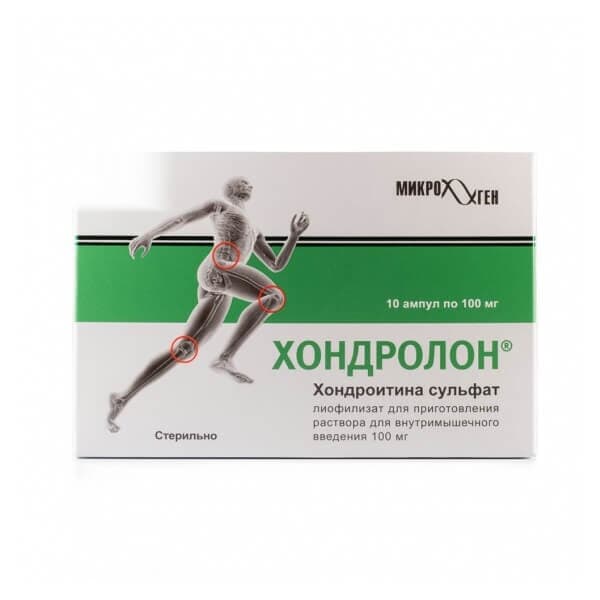 МИКРОГЕН
10 ампул по 100 мг
ХОНДРОЛОН®
Хондроитина сульфат
лиофилизат для приготовления
раствора для внутримышечного
введения 100 мг
Стерильно